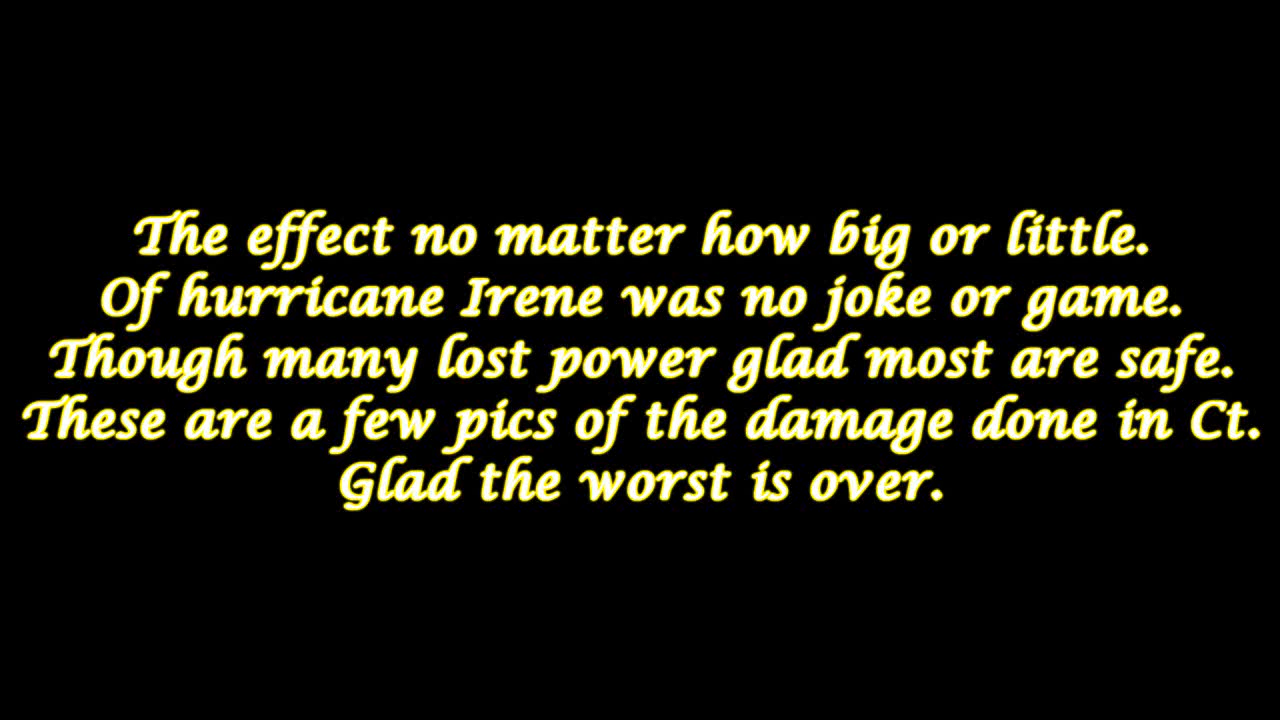 The effect no matter how big or little.
Of hurricane Irene was no joke or game.
Though many lost power glad most are safe.
These are a few pics of the damage done in Ct.
Glad the worst is over.